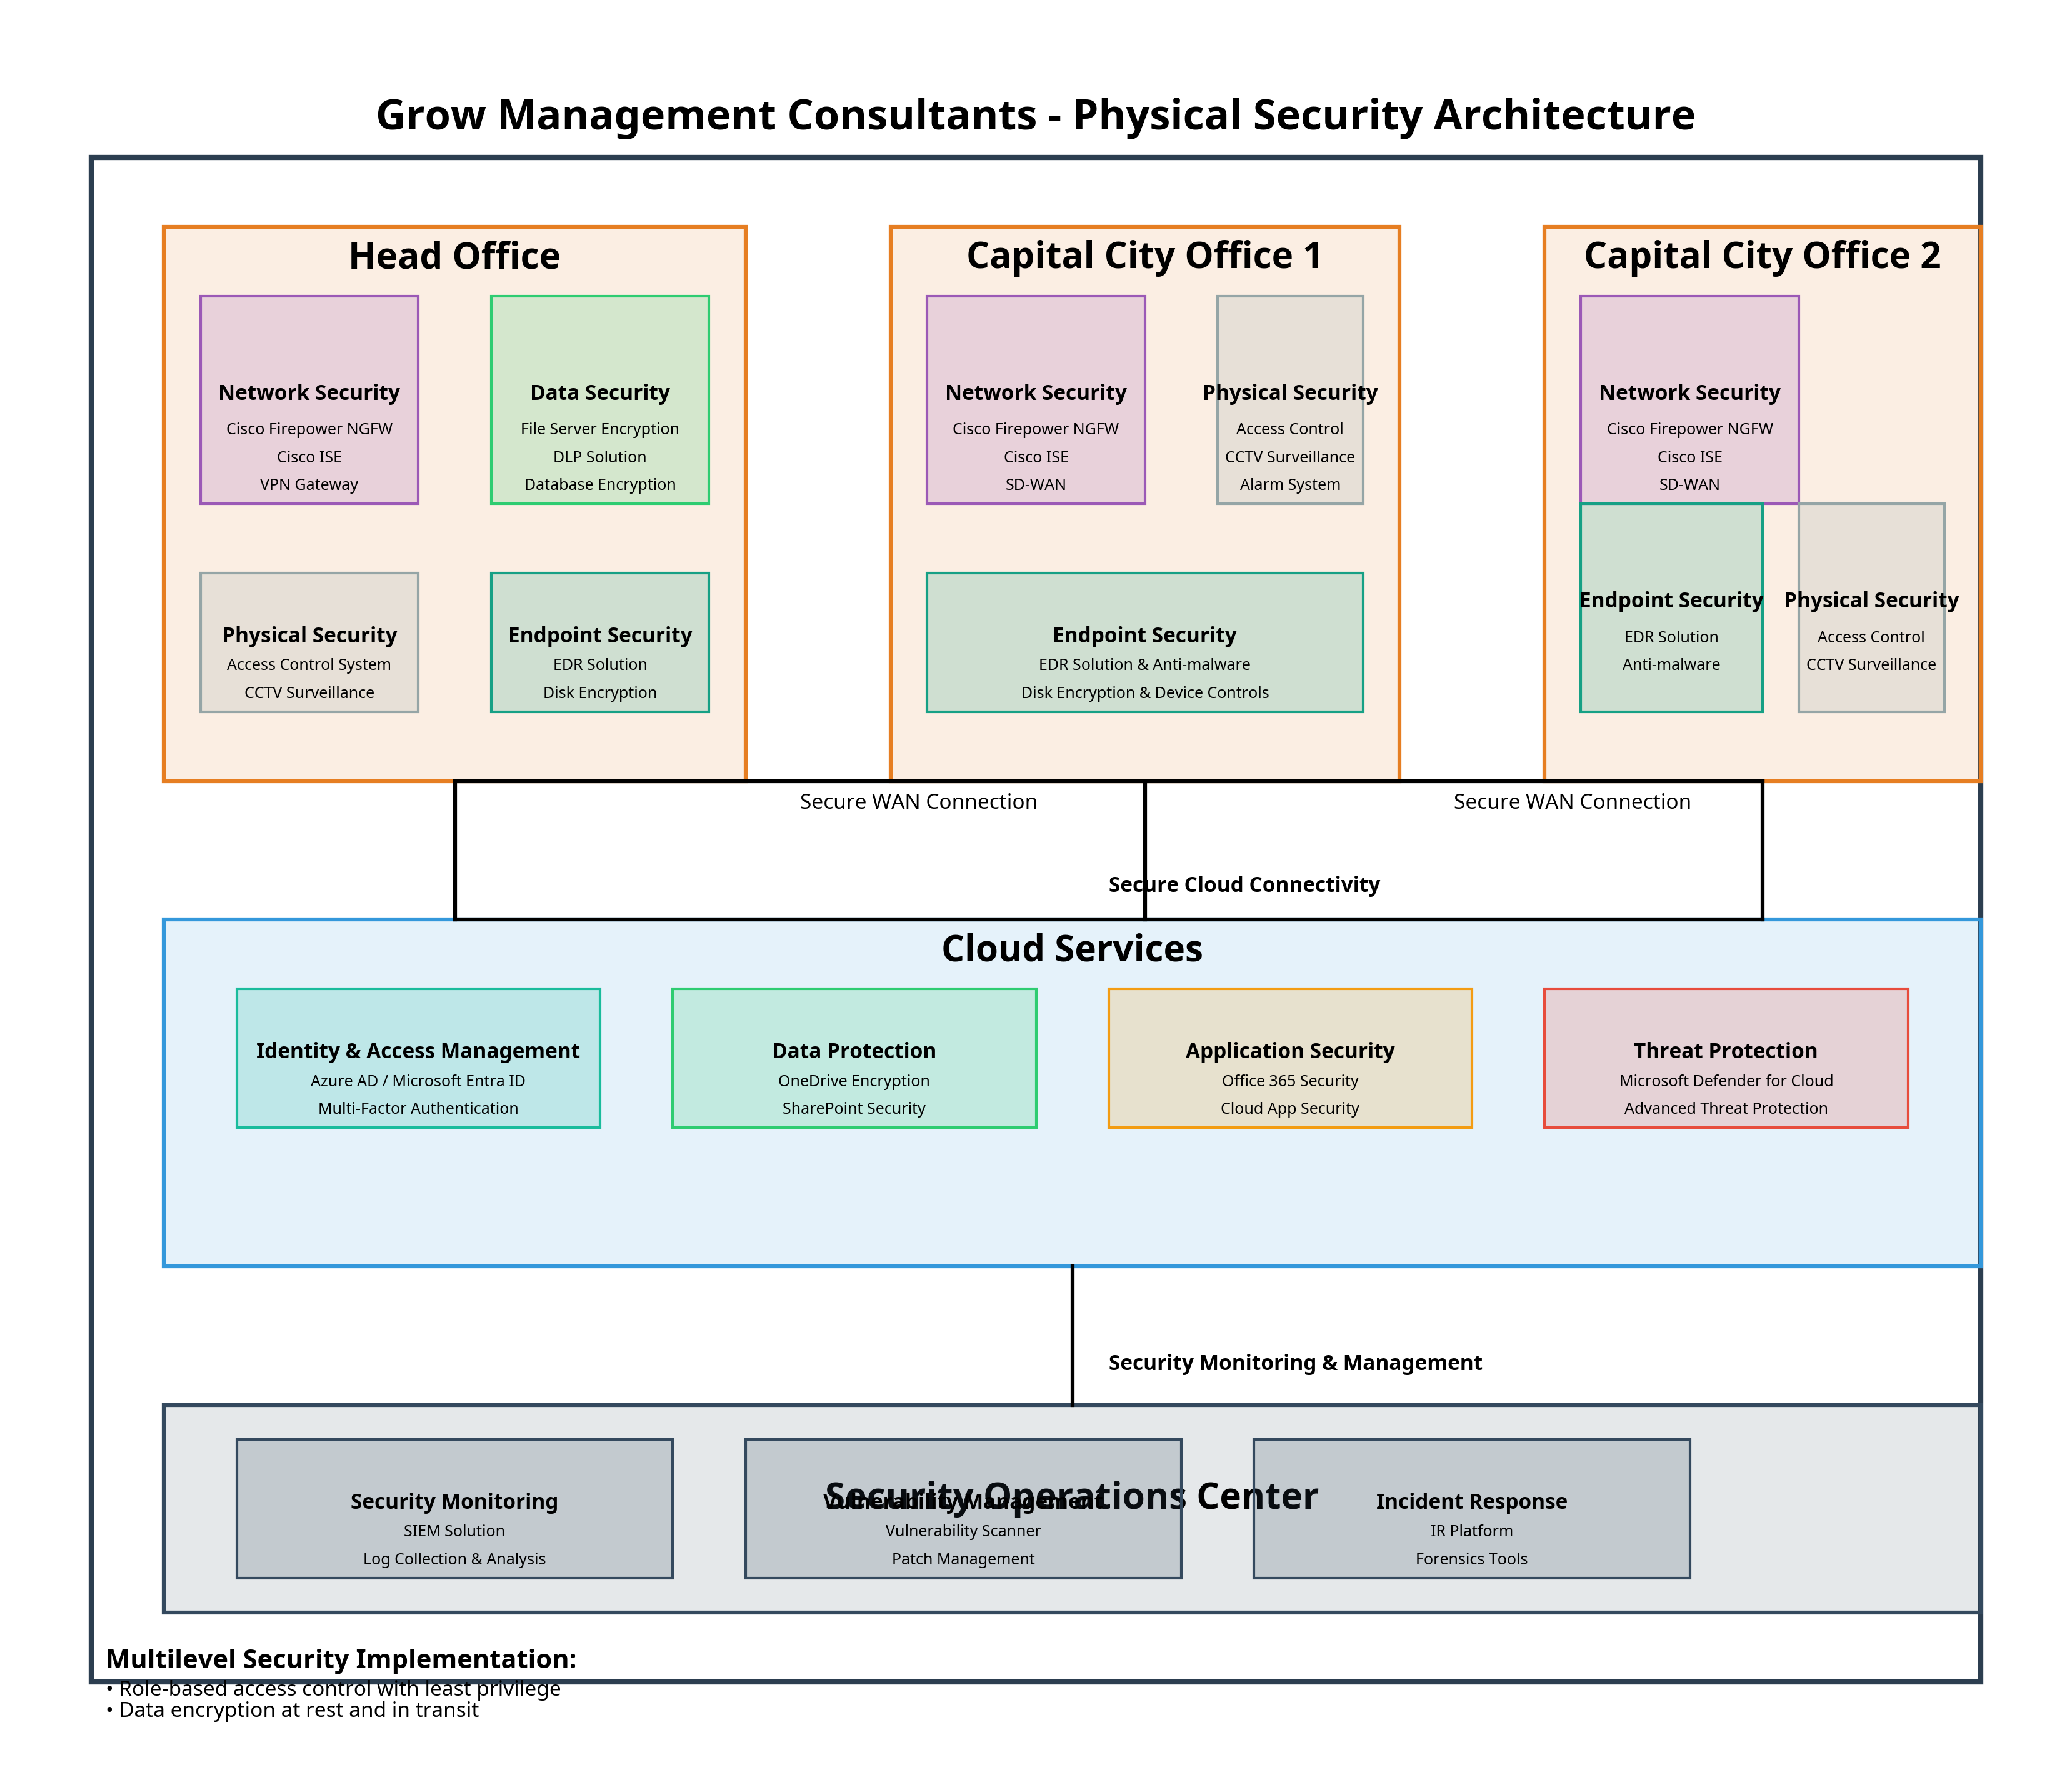 Grow Management Consultants - Physical Security Architecture
Head Office
Network Security
Cisco Firepower NGFW
Cisco ISE
VPN Gateway
Data Security
File Server Encryption
DLP Solution
Database Encryption
Physical Security
Access Control System
CCTV Surveillance
Endpoint Security
EDR Solution
Disk Encryption
Capital City Office 1
Network Security
Cisco Firepower NGFW
Cisco ISE
SD-WAN
Physical Security
Access Control
CCTV Surveillance
Alarm System
Endpoint Security
EDR Solution & Anti-malware
Disk Encryption & Device Controls
Capital City Office 2
Network Security
Cisco Firepower NGFW
Cisco ISE
SD-WAN
Endpoint Security
EDR Solution
Anti-malware
Physical Security
Access Control
CCTV Surveillance
Secure WAN Connection
Secure WAN Connection
Secure Cloud Connectivity
Cloud Services
Identity & Access Management
Azure AD / Microsoft Entra ID
Multi-Factor Authentication
Data Protection
OneDrive Encryption
SharePoint Security
Application Security
Office 365 Security
Cloud App Security
Threat Protection
Microsoft Defender for Cloud
Advanced Threat Protection
Security Monitoring & Management
Security Operations Center
Security Monitoring
SIEM Solution
Log Collection & Analysis
Vulnerability Management
Vulnerability Scanner
Patch Management
Incident Response
IR Platform
Forensics Tools
Multilevel Security Implementation:
• Role-based access control with least privilege
• Data encryption at rest and in transit